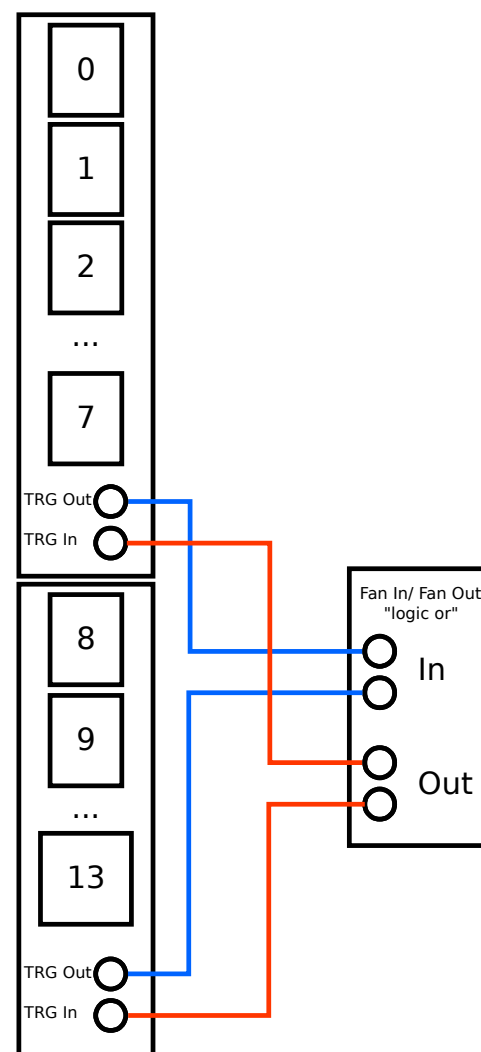 0
1
2
...
7
TRG Out
TRG In
8
9
...
13
TRG Out
TRG In
Fan In/ Fan Out
"logic or"
In
Out